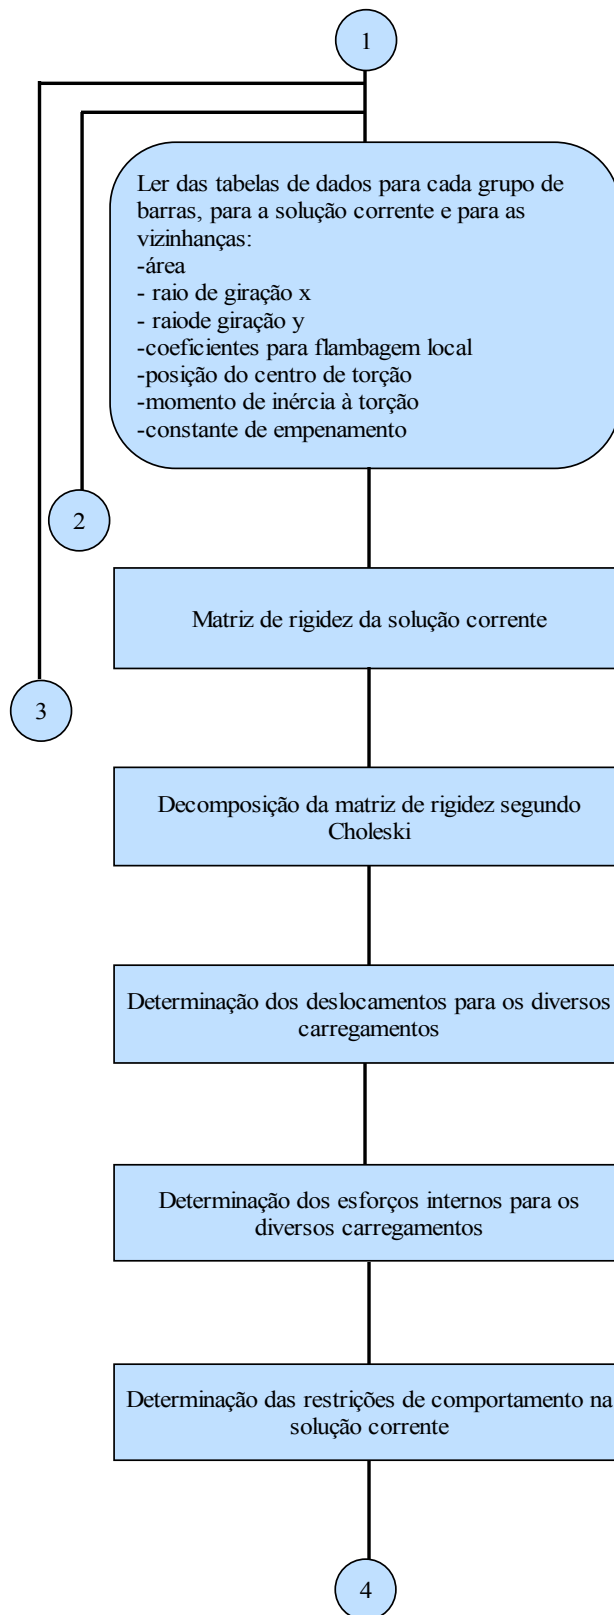 1
Ler das tabelas de dados para cada grupo de
barras, para a solução corrente e para as
vizinhanças:
-área
- raio de giração x
- raiode giração y
-coeficientes para flambagem local
-posição do centro de torção
-momento de inércia à torção
-constante de empenamento
2
Matriz de rigidez da solução corrente
3
Decomposição da matriz de rigidez segundo
Choleski
Determinação dos deslocamentos para os diversos
carregamentos
Determinação dos esforços internos para os
diversos carregamentos
Determinação das restrições de comportamento na
solução corrente
4